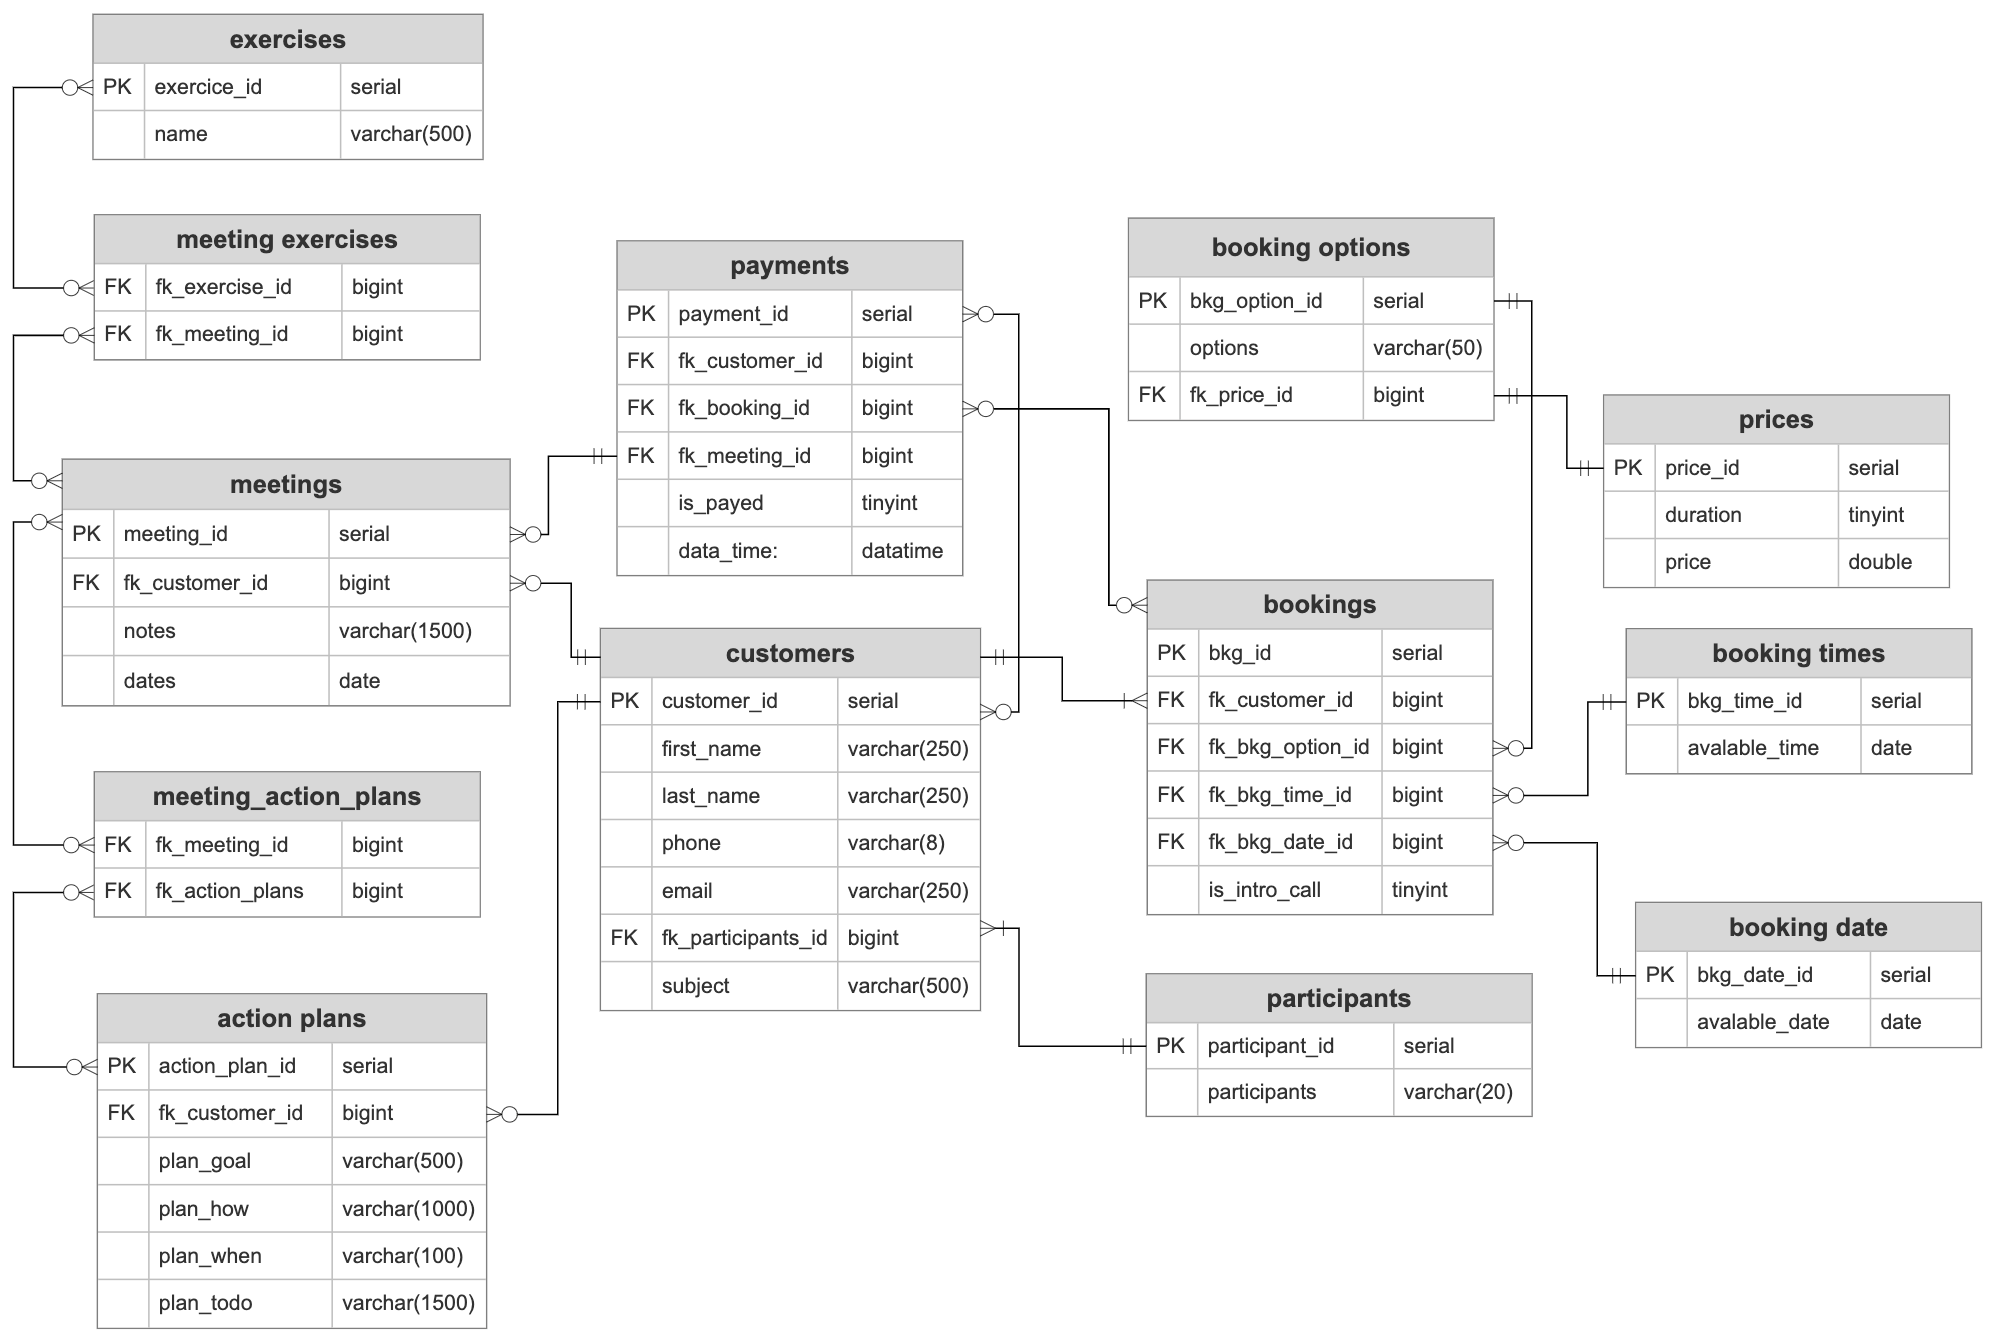 exercises
PK exercice_id serial
name varchar(500)
meeting exercises
FK fk_exercise_id bigint
FK fk_meeting_id bigint
meetings
PK meeting_id serial
FK fk_customer_id bigint
notes varchar(1500)
dates date
meeting_action_plans
FK fk_meeting_id bigint
FK fk_action_plans bigint
action plans
PK action_plan_id serial
FK fk_customer_id bigint
plan_goal varchar(500)
plan_how varchar(1000)
plan_when varchar(100)
plan_todo varchar(1500)
payments
PK payment_id serial
FK fk_customer_id bigint
FK fk_booking_id bigint
FK fk_meeting_id bigint
is_payed tinyint
data_time: datatime
customers
PK customer_id serial
first_name varchar(250)
last_name varchar(250)
phone varchar(8)
email varchar(250)
FK fk_participants_id bigint
subject varchar(500)
booking options
PK bkg_option_id serial
options varchar(50)
FK fk_price_id bigint
bookings
PK bkg_id serial
FK fk_customer_id bigint
FK fk_bkg_option_id bigint
FK fk_bkg_time_id bigint
FK fk_bkg_date_id bigint
is_intro_call tinyint
participants
PK participant_id serial
participants varchar(20)
prices
PK price_id serial
duration tinyint
price double
booking times
PK bkg_time_id serial
avalable_time date
booking date
PK bkg_date_id serial
avalable_date date